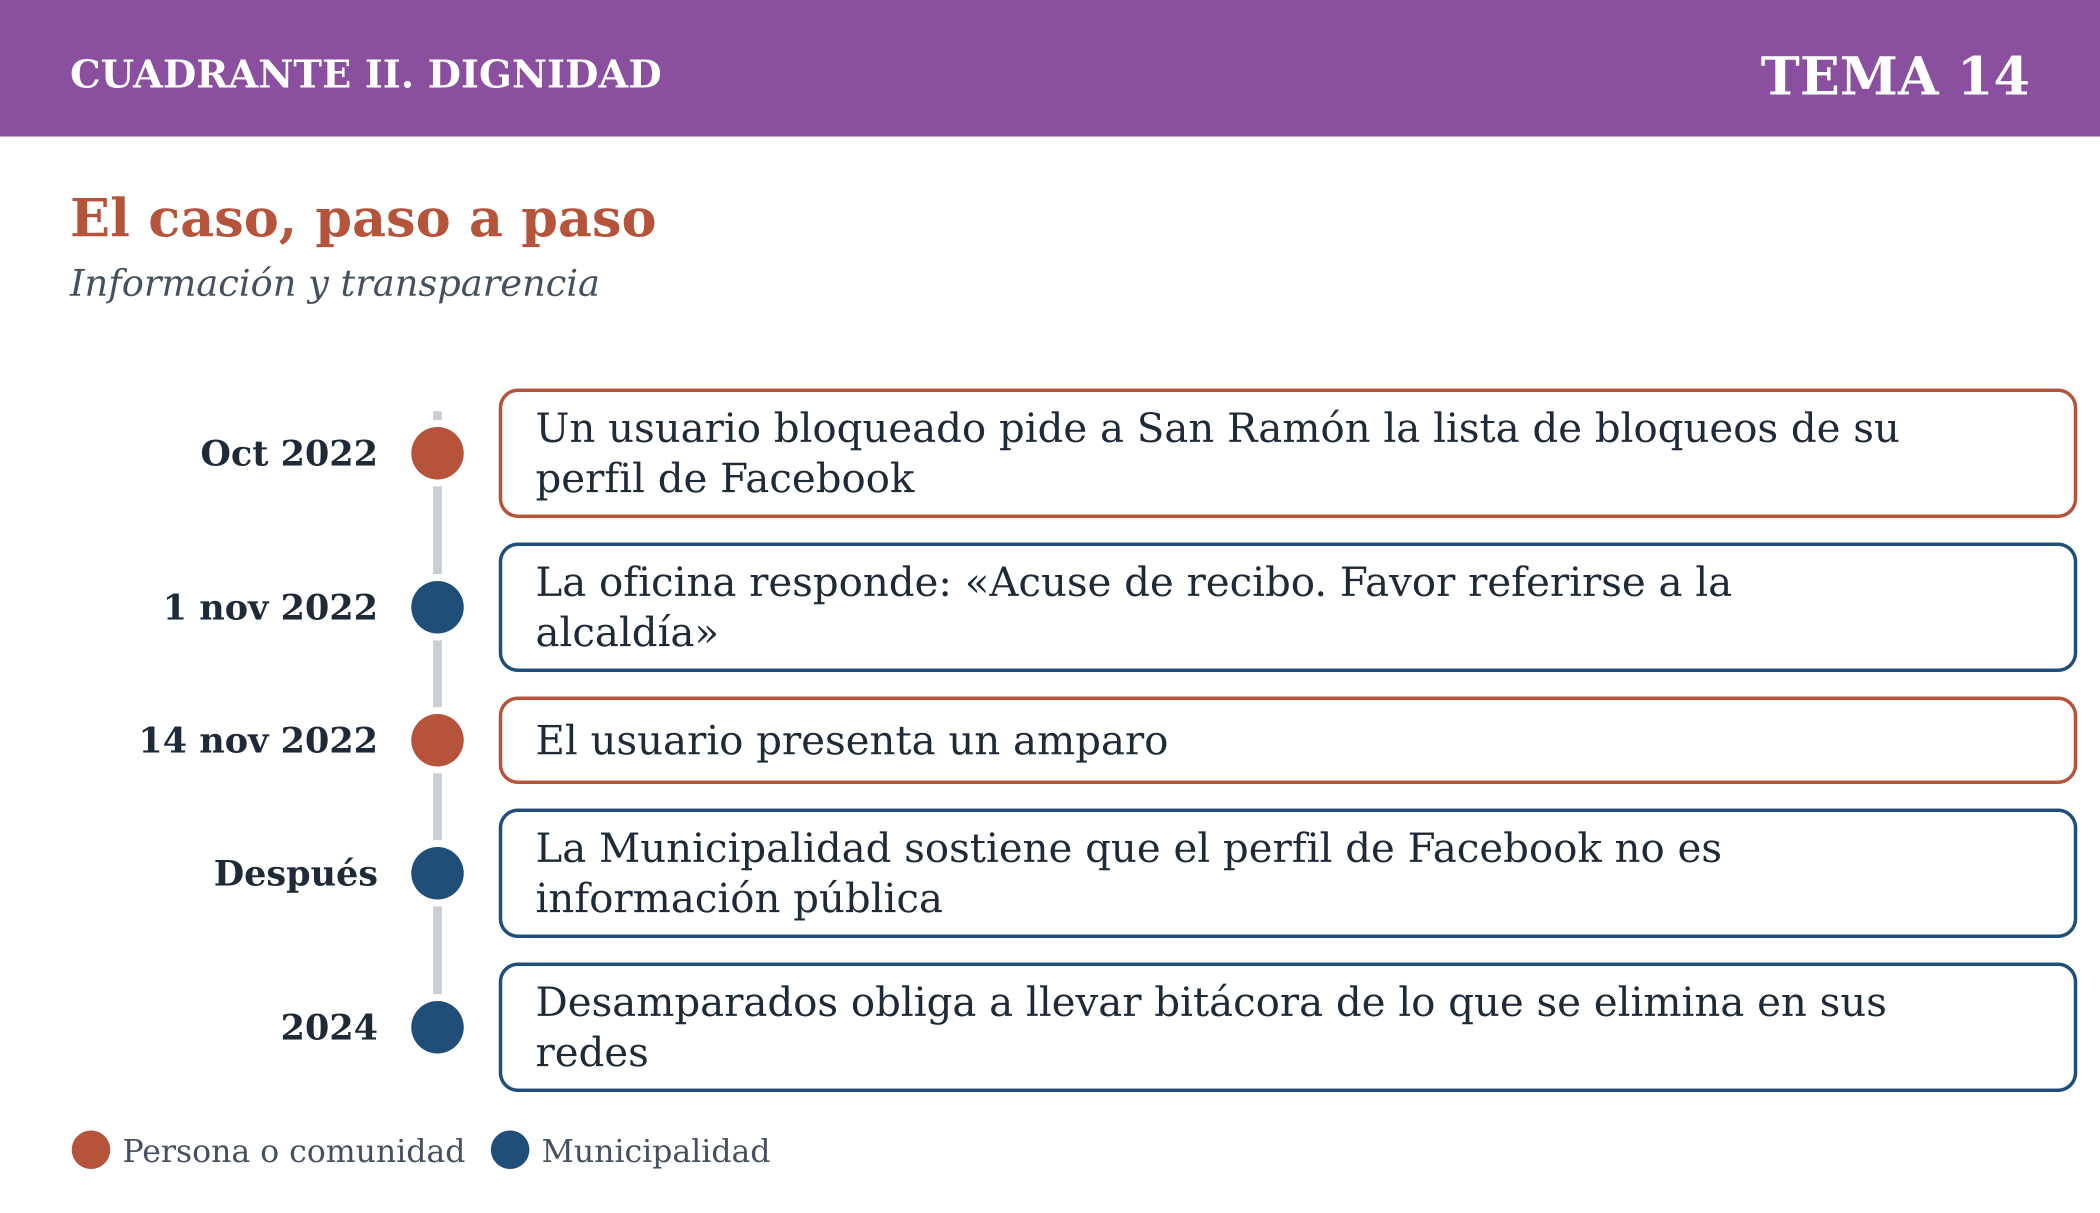 CUADRANTE II. DIGNIDAD
TEMA 14
El caso, paso a paso
Información y transparencia
Oct 2022
Un usuario bloqueado pide a San Ramón la lista de bloqueos de su
perfil de Facebook
1 nov 2022
La oficina responde: «Acuse de recibo. Favor referirse a la
alcaldía»
14 nov 2022
El usuario presenta un amparo
Después
La Municipalidad sostiene que el perfil de Facebook no es
información pública
2024
Desamparados obliga a llevar bitácora de lo que se elimina en sus
redes
Persona o comunidad
Municipalidad